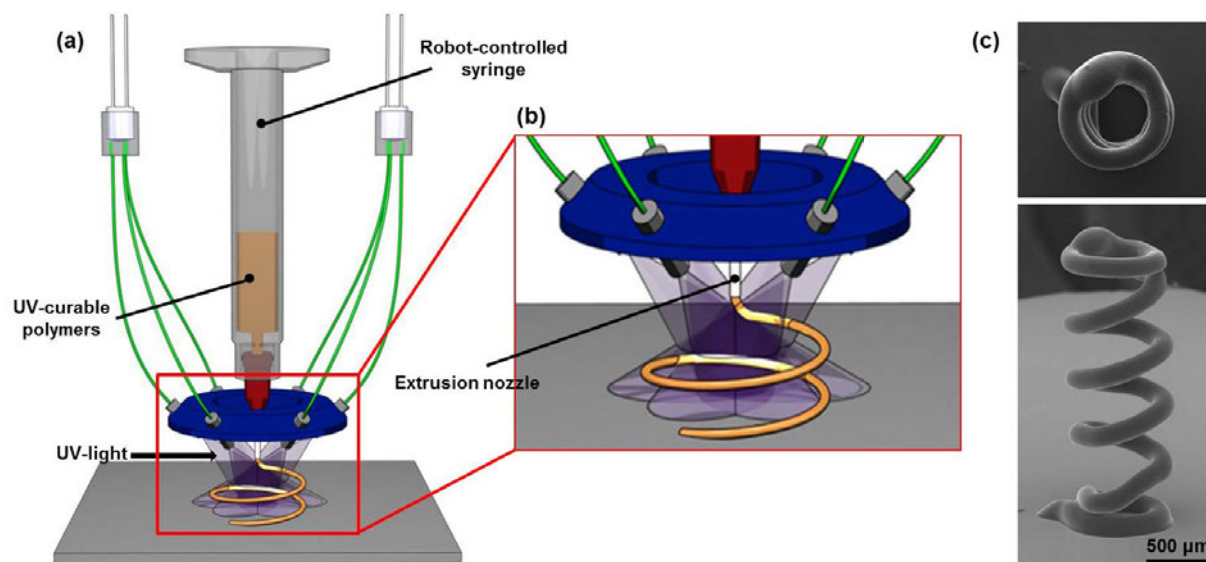 (a)
Robot-controlled
syringe
UV-curable
polymers
UV-light
(b)
Extrusion nozzle
(c)
500 µm